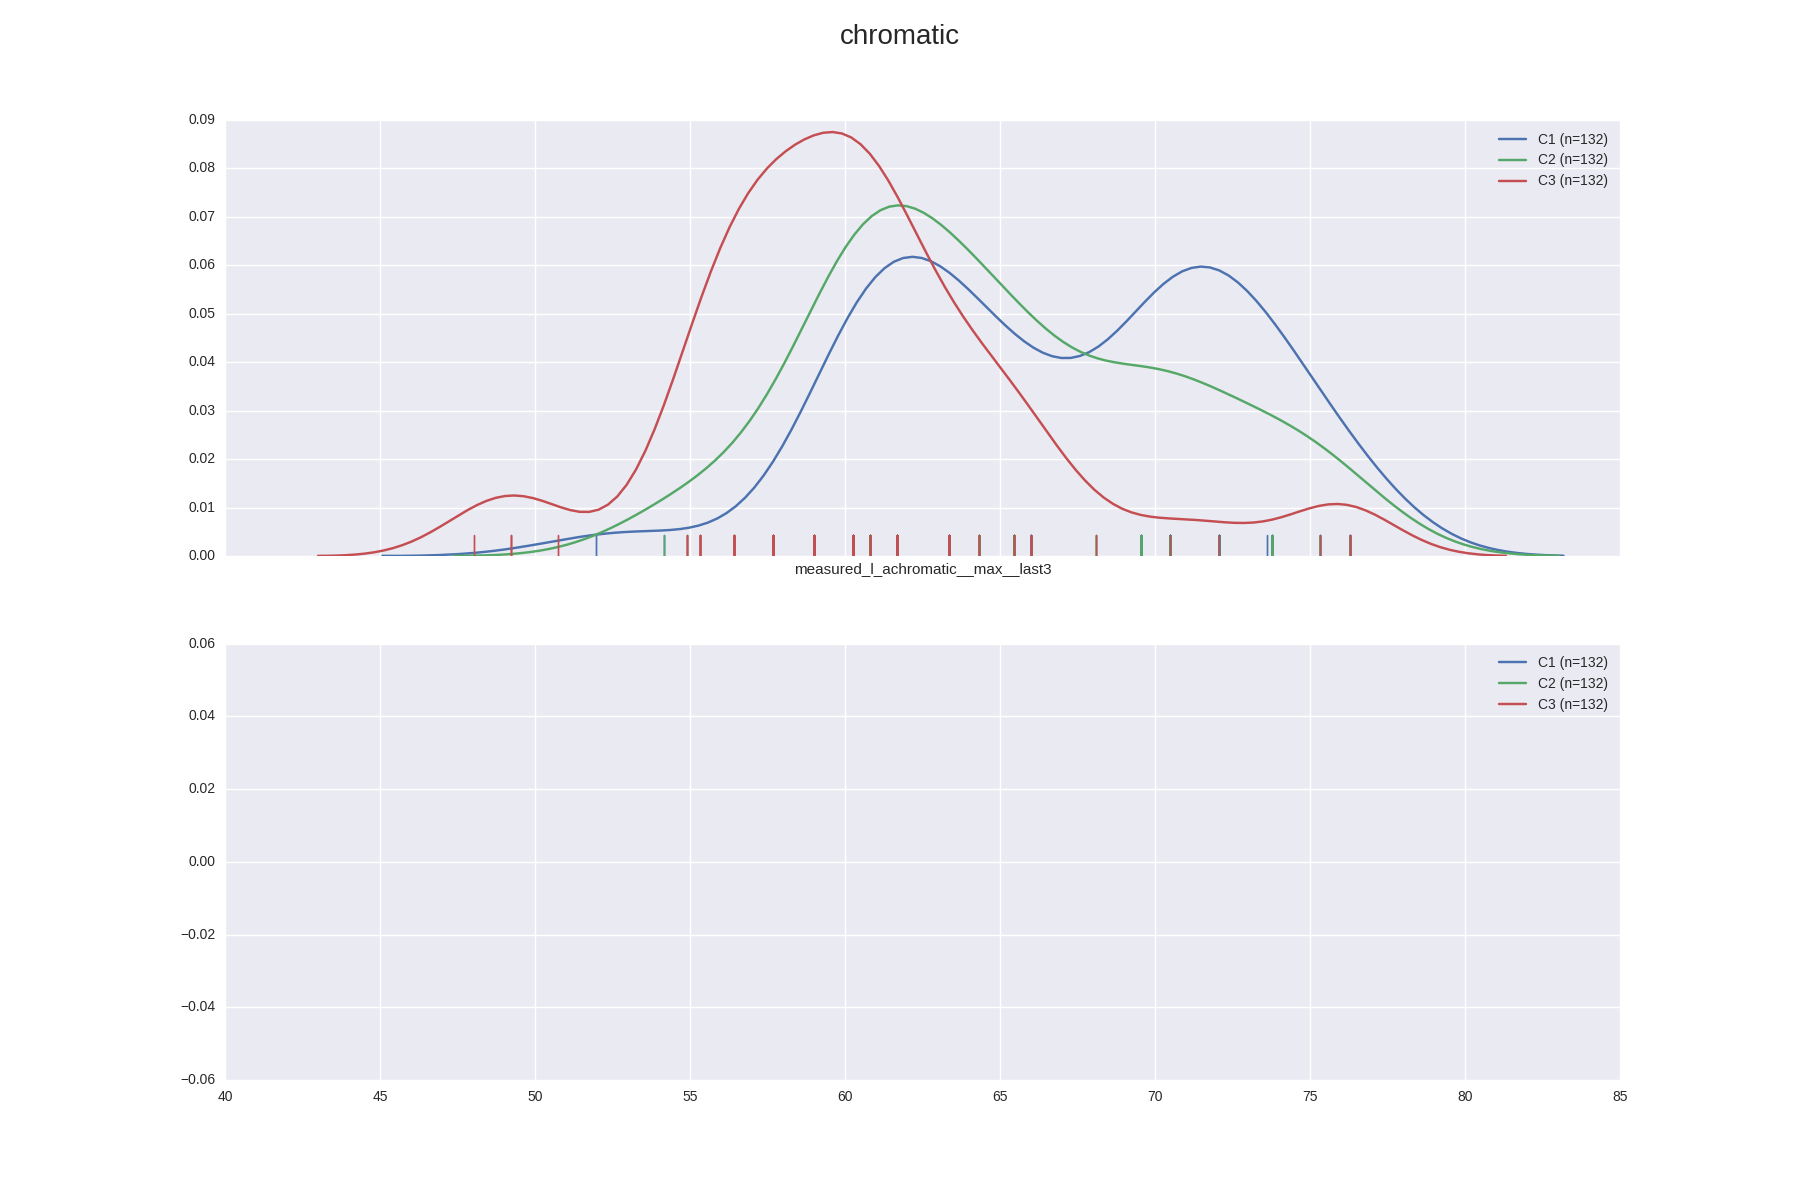 chromatic
0.09
0.08
0.07
0.06
0.05
0.04
0.03
0.02
0.01
0.00
C1 (n=132)
C2 (n=132)
C3 (n=132)
measured_l_achromatic__max__last3
0.06
0.04
0.02
0.00
−0.02
−0.04
−0.06
C1 (n=132)
C2 (n=132)
C3 (n=132)
40 45 50 55 60 65 70 75 80 85